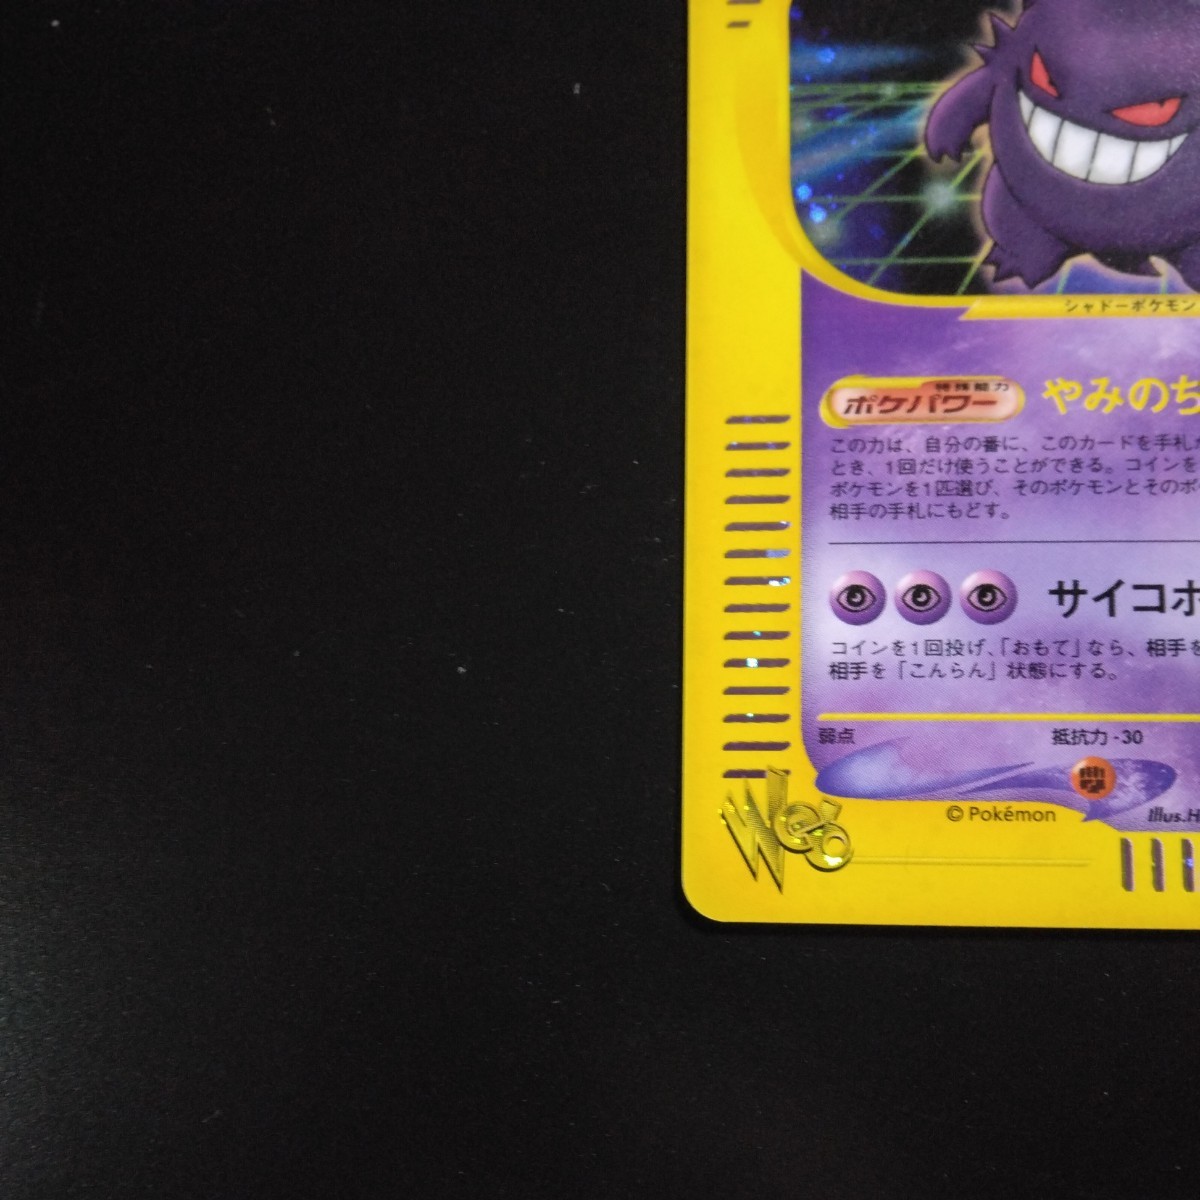 シャドーポケモン
特殊能力
ポケパワー やみのち
この力は、自分の番に、このカードを手札か
とき、1回だけ使うことができる。コインを
ポケモンを1匹選び、そのポケモンとそのポケ
相手の手札にもどす。
サイコホ
コインを1回投げ、「おもて」なら、相手を
相手を「こんらん」状態にする。
弱点 抵抗力 -30
© Pokémon Illus.H
Web